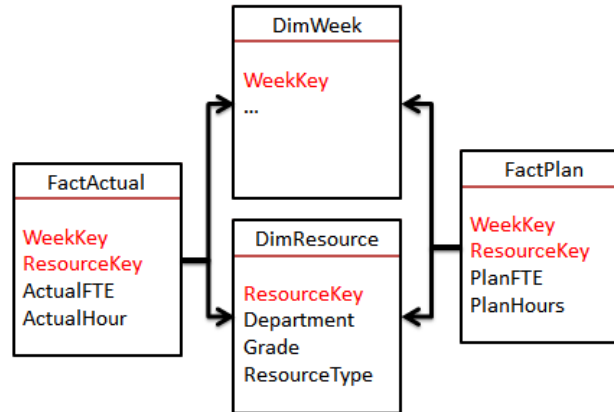 DimWeek
WeekKey
...
FactActual
WeekKey
ResourceKey
ActualFTE
ActualHour
DimResource
ResourceKey
Department
Grade
ResourceType
FactPlan
WeekKey
ResourceKey
PlanFTE
PlanHours